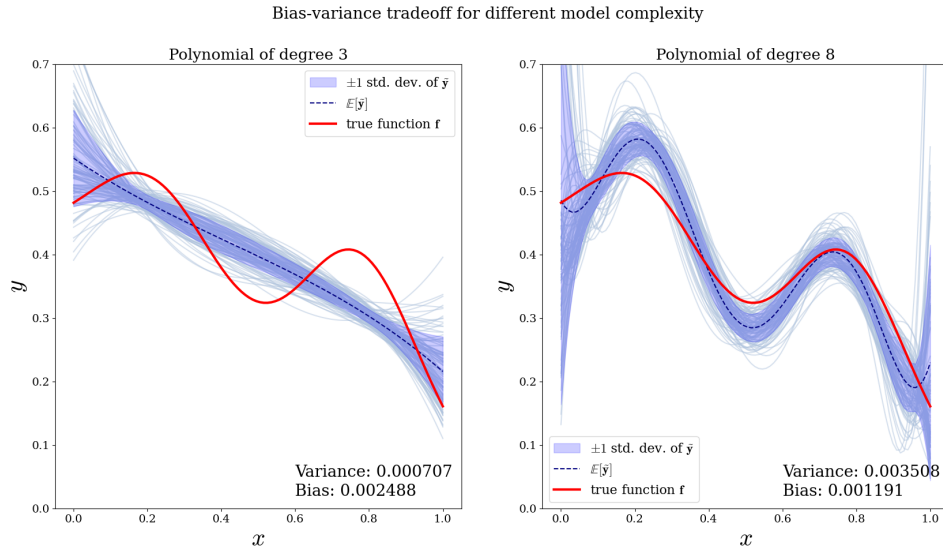 Bias-variance tradeoff for different model complexity
Polynomial of degree 3
0.7
0.6
0.5
0.4
0.3
0.2
0.1
0.0
y
±1 std. dev. of ỹ
𝔼[ỹ]
true function f
Variance: 0.000707
Bias: 0.002488
0.0 0.2 0.4 0.6 0.8 1.0
x
Polynomial of degree 8
0.7
0.6
0.5
0.4
0.3
0.2
0.1
0.0
y
±1 std. dev. of ỹ
𝔼[ỹ]
true function f
Variance: 0.003508
Bias: 0.001191
0.0 0.2 0.4 0.6 0.8 1.0
x